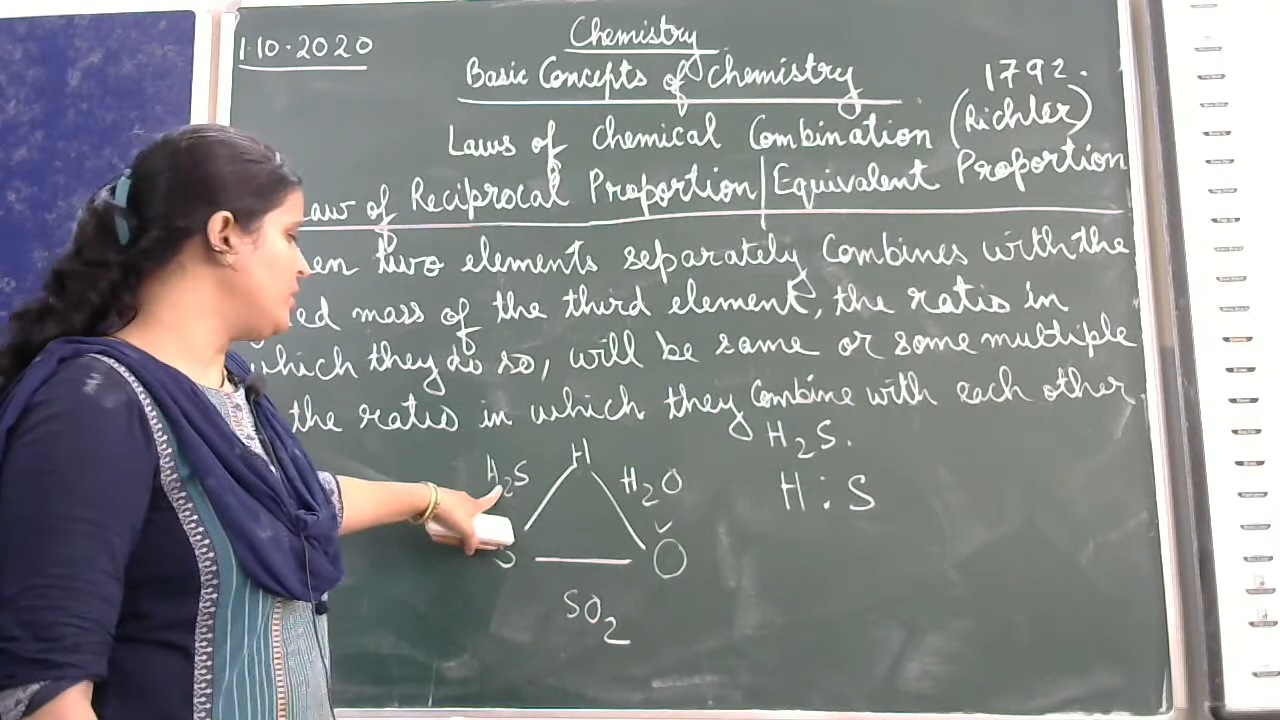 1.10.2020
Chemistry
Basic Concepts of Chemistry
1792.
Laws of Chemical Combination (Richler)
Law of Reciprocal Proportion|Equivalent Proportion
two elements separately combines with the
mass of the third element, the ratio in
which they do so, will be same or some multiple
the ratio in which they combine with each other.
H2S.
H
H2S
H2O
H : S
S
O
SO2